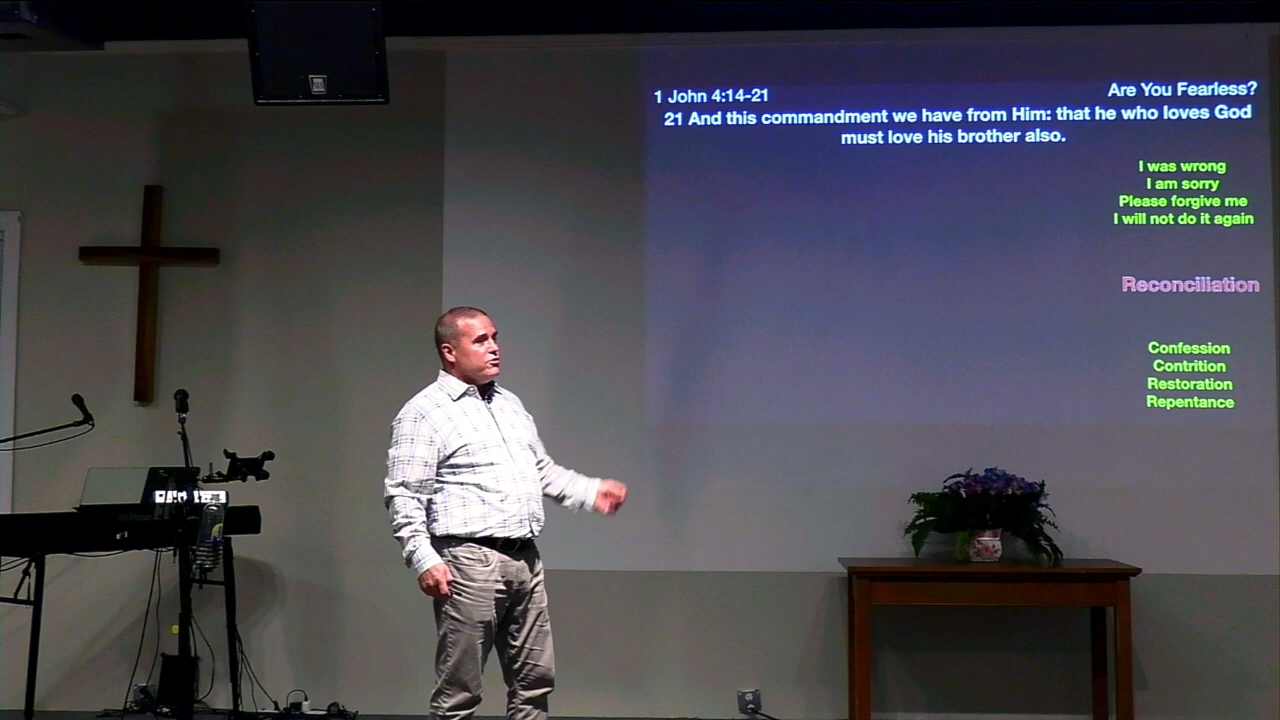 1 John 4:14-21
Are You Fearless?
21 And this commandment we have from Him: that he who loves God
must love his brother also.
I was wrong
I am sorry
Please forgive me
I will not do it again
Reconciliation
Confession
Contrition
Restoration
Repentance